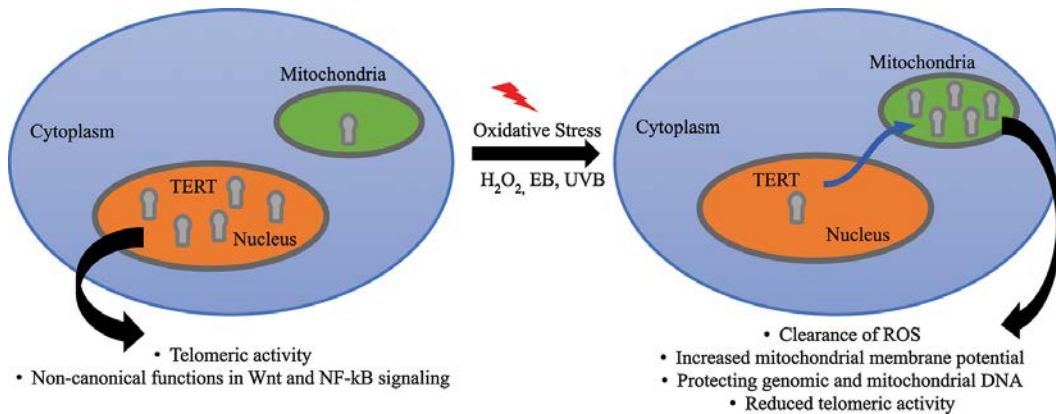 Mitochondria
Cytoplasm
TERT
Nucleus
• Telomeric activity
• Non-canonical functions in Wnt and NF-kB signaling
Oxidative Stress
H₂O₂, EB, UVB
Mitochondria
Cytoplasm
TERT
Nucleus
• Clearance of ROS
• Increased mitochondrial membrane potential
• Protecting genomic and mitochondrial DNA
• Reduced telomeric activity